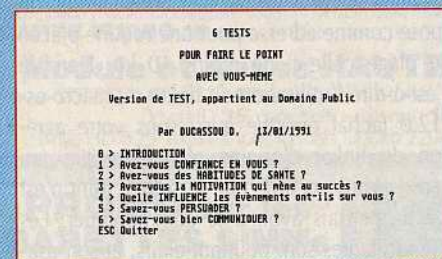 6 TESTS
POUR FAIRE LE POINT
AVEC VOUS-MEME
Version de TEST, appartient au Domaine Public
Par DUCASSOU D. 17/01/1991
0 > INTRODUCTION
1 > Avez-vous CONFIANCE EN VOUS ?
2 > Avez-vous des HABITUDES DE SANTE ?
3 > Avez-vous la MOTIVATION qui mène au succès ?
4 > Quelle INFLUENCE les évènements ont-ils sur vous ?
5 > Savez-vous PERSUADER ?
6 > Savez-vous bien COMMUNIQUER ?
ESC Quitter